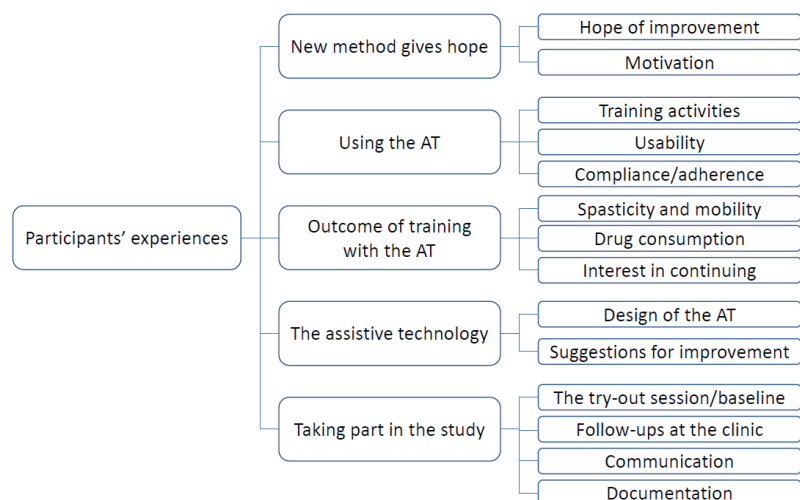 Participants' experiences
New method gives hope
Hope of improvement
Motivation
Using the AT
Training activities
Usability
Compliance/adherence
Outcome of training
with the AT
Spasticity and mobility
Drug consumption
Interest in continuing
The assistive technology
Design of the AT
Suggestions for improvement
Taking part in the study
The try-out session/baseline
Follow-ups at the clinic
Communication
Documentation